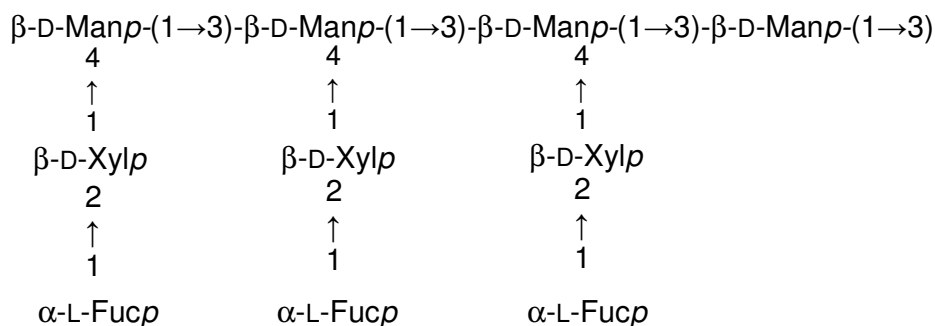 β-D-Manp-(1→3)-β-D-Manp-(1→3)-β-D-Manp-(1→3)-β-D-Manp-(1→3)
4 4 4
↑ ↑ ↑
1 1 1
β-D-Xylp β-D-Xylp β-D-Xylp
2 2 2
↑ ↑ ↑
1 1 1
α-L-Fucp α-L-Fucp α-L-Fucp